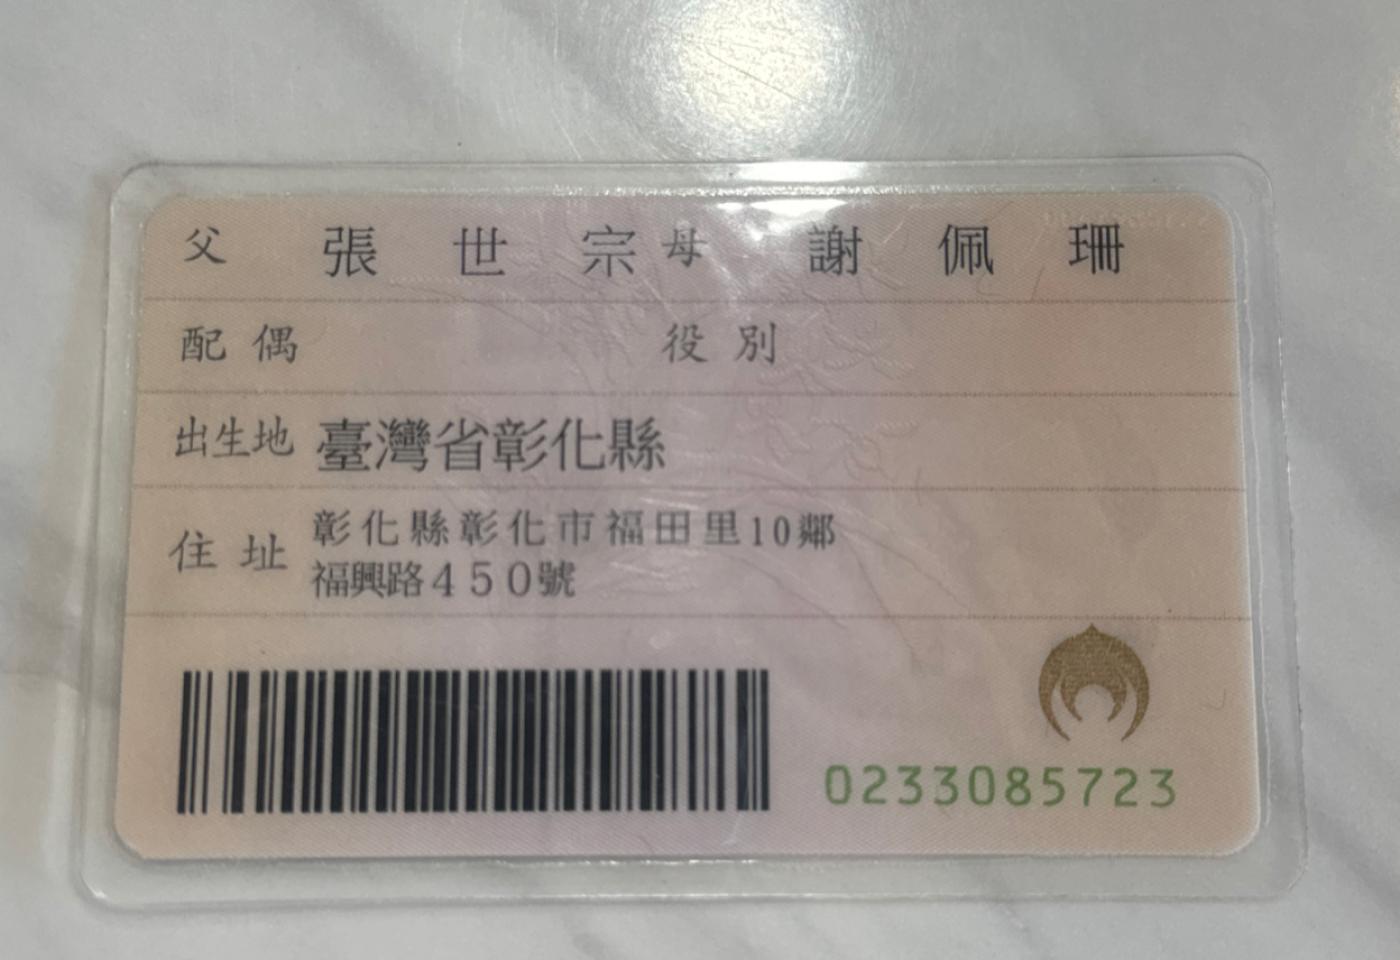 父 張世宗 母 謝佩珊
配偶 役別
出生地 臺灣省彰化縣
住址 彰化縣彰化市福田里10鄰
福興路450號
0233085723